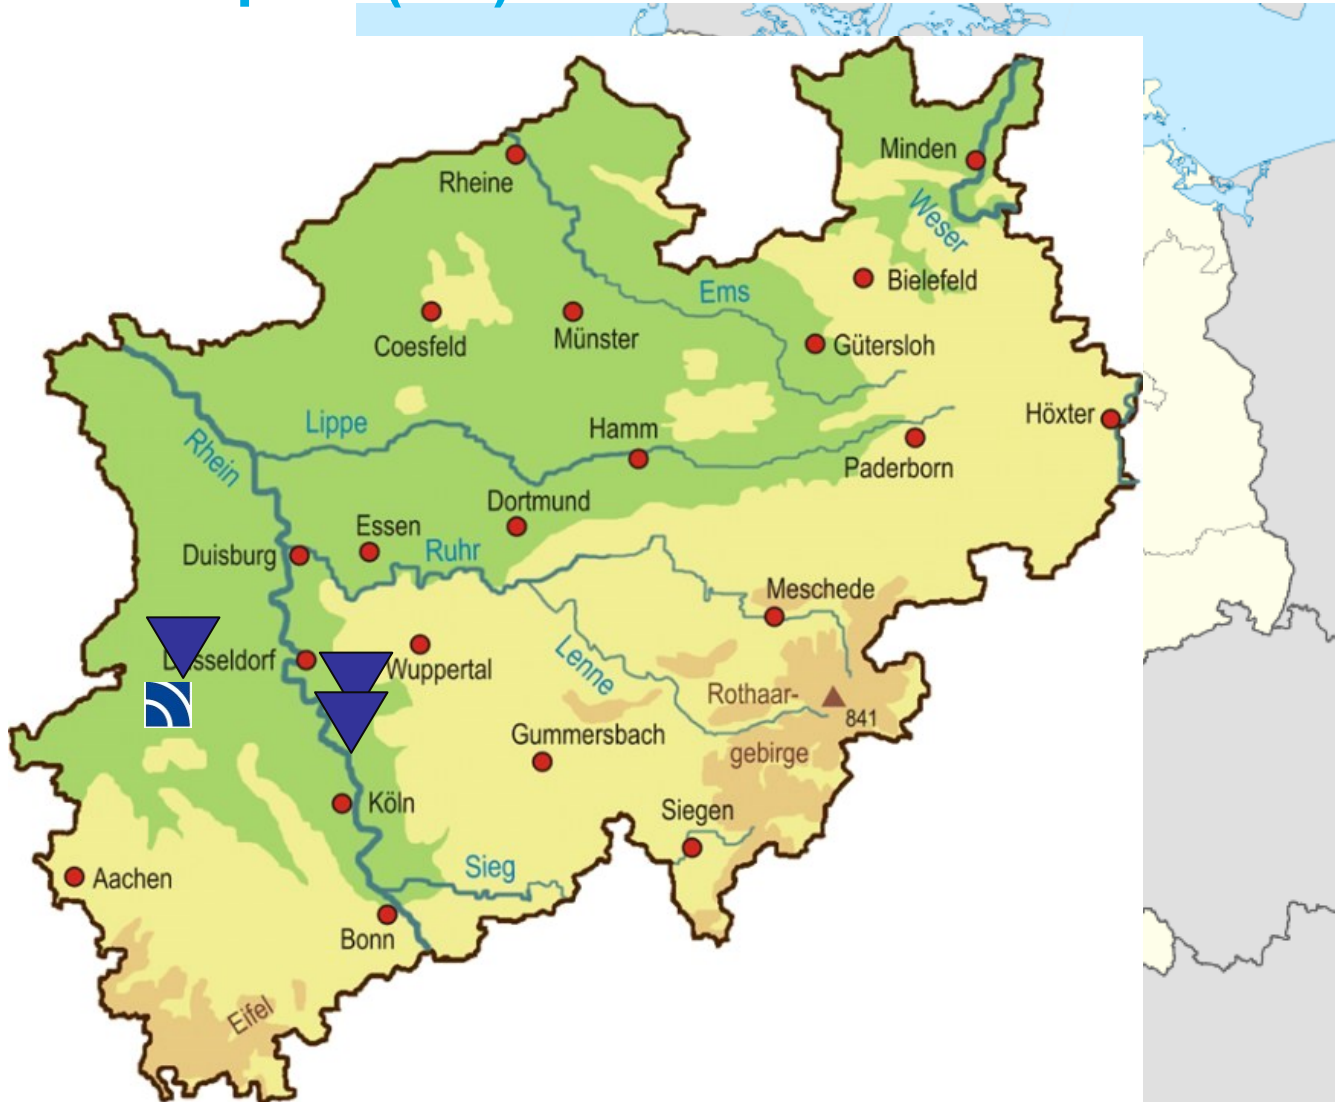 Minden
Rheine
Weser
Bielefeld
Ems
Coesfeld
Münster
Gütersloh
Höxter
Lippe
Hamm
Rhein
Paderborn
Dortmund
Essen
Duisburg
Ruhr
Meschede
Wuppertal
Lenne
Rothaar-
841
gebirge
Gummersbach
Köln
Siegen
Sieg
Aachen
Bonn
Eifel